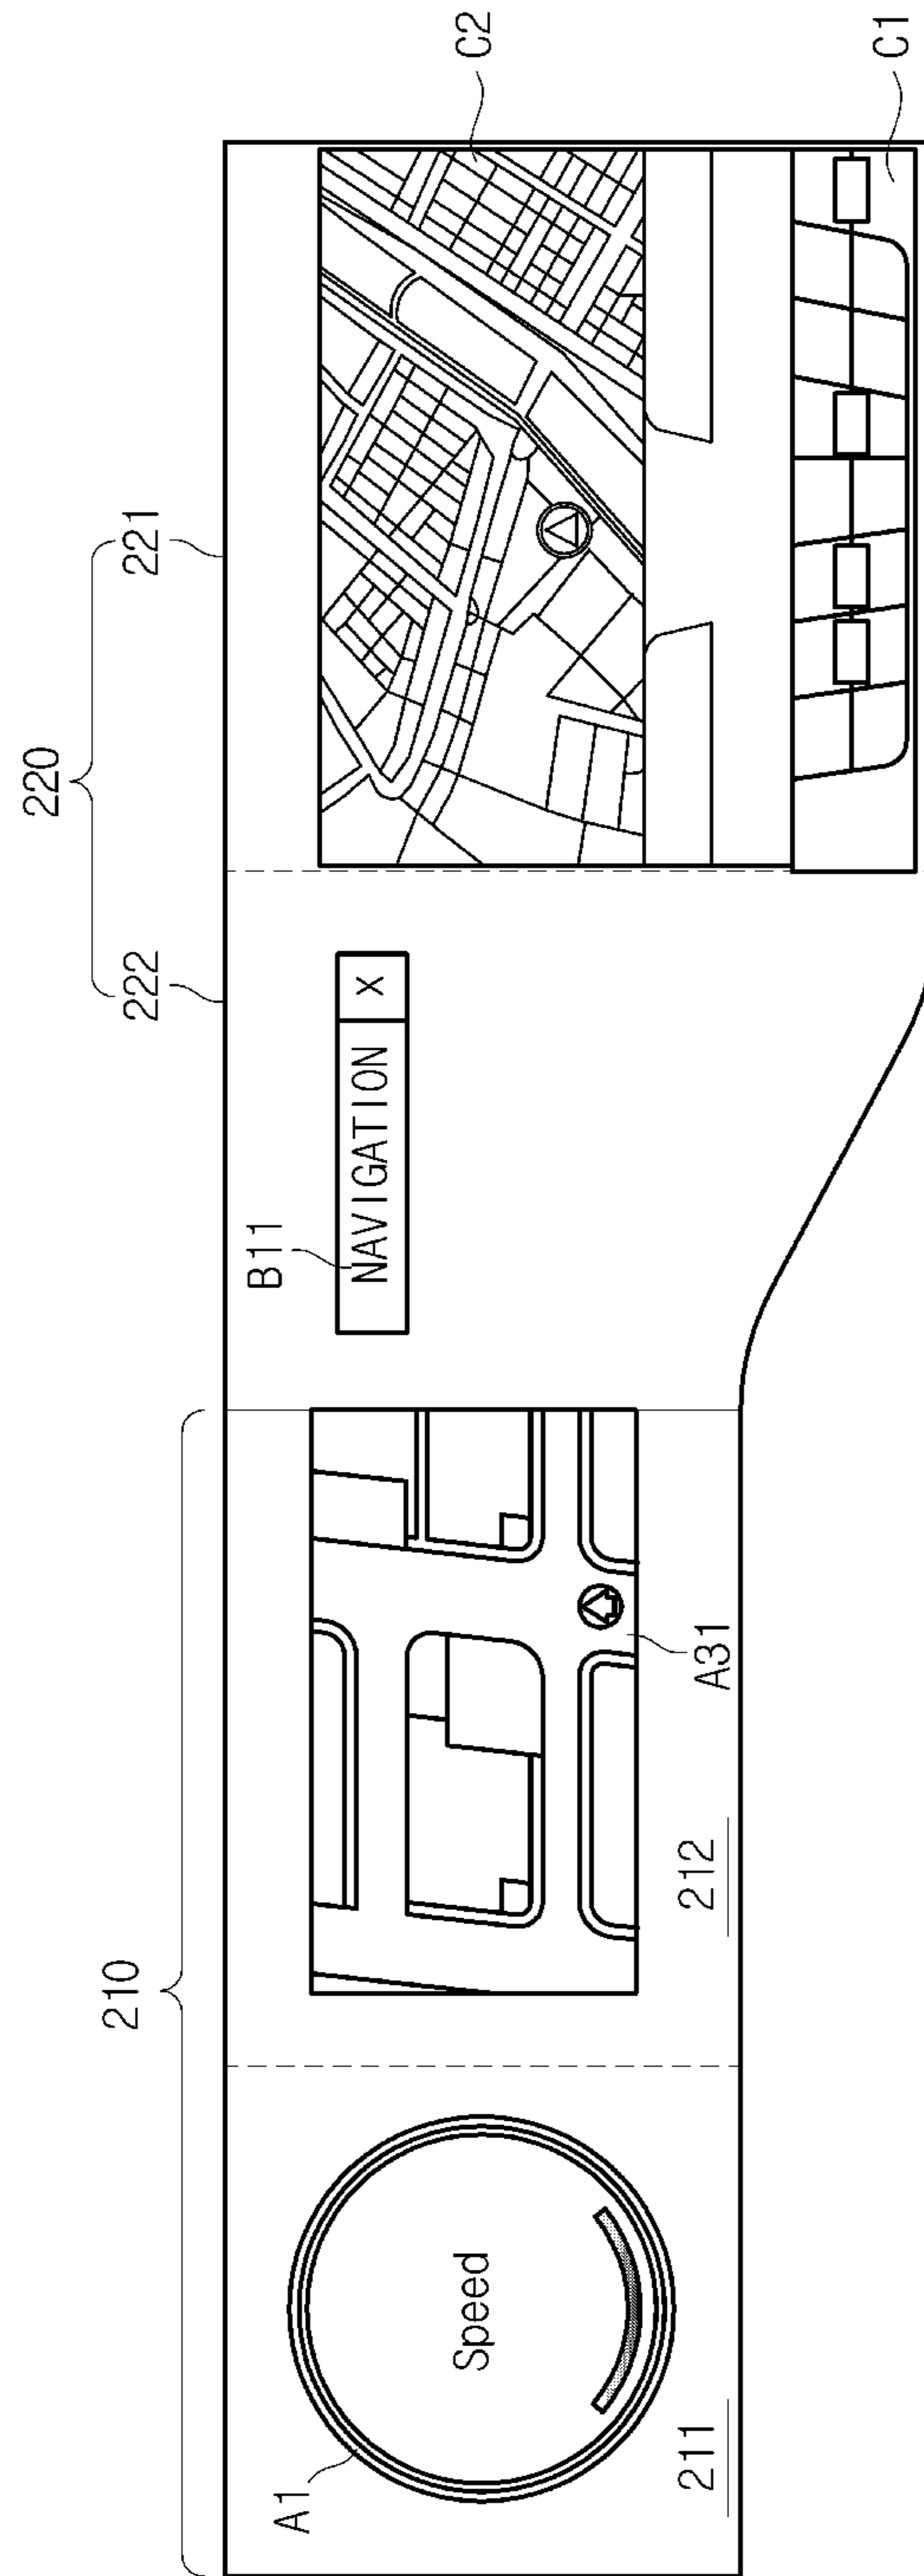 220
210
222
221
B11
NAVIGATION X
C2
A1
Speed
A31
211
212
C1